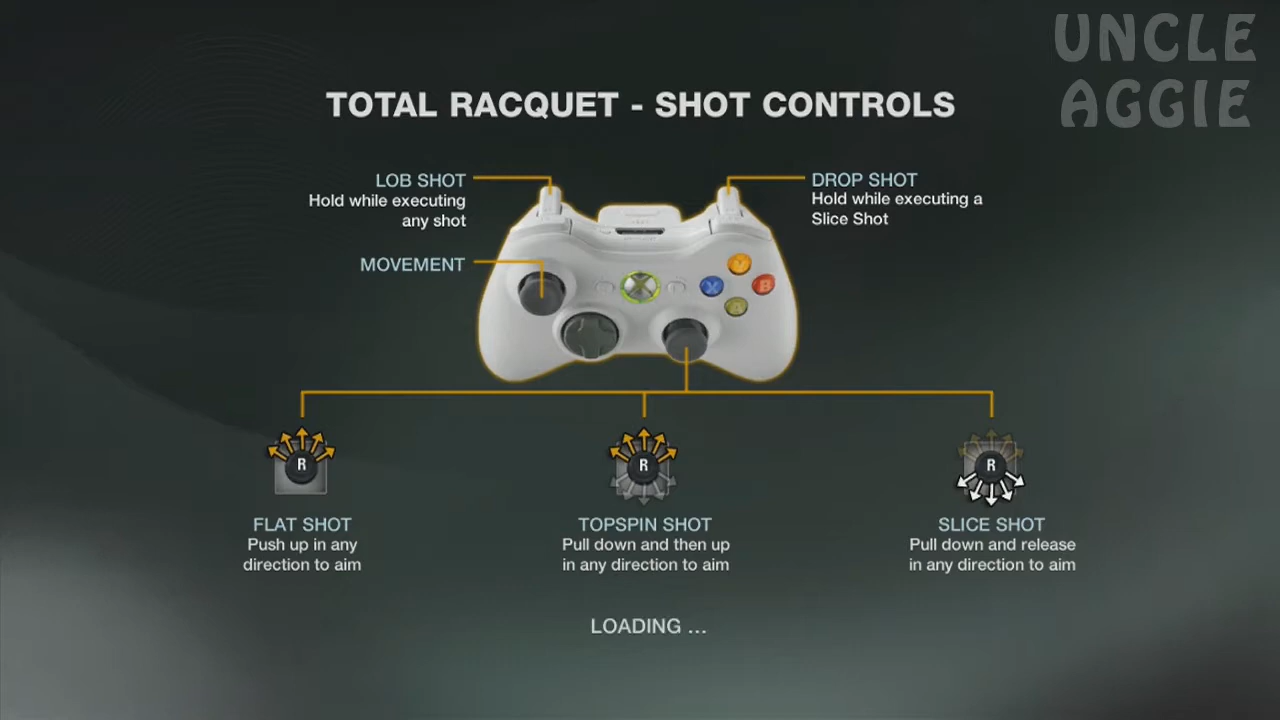 UNCLE
AGGIE
TOTAL RACQUET - SHOT CONTROLS
LOB SHOT
Hold while executing
any shot
DROP SHOT
Hold while executing a
Slice Shot
MOVEMENT
Y
X
B
A
R
R
R
FLAT SHOT
Push up in any
direction to aim
TOPSPIN SHOT
Pull down and then up
in any direction to aim
SLICE SHOT
Pull down and release
in any direction to aim
LOADING ...